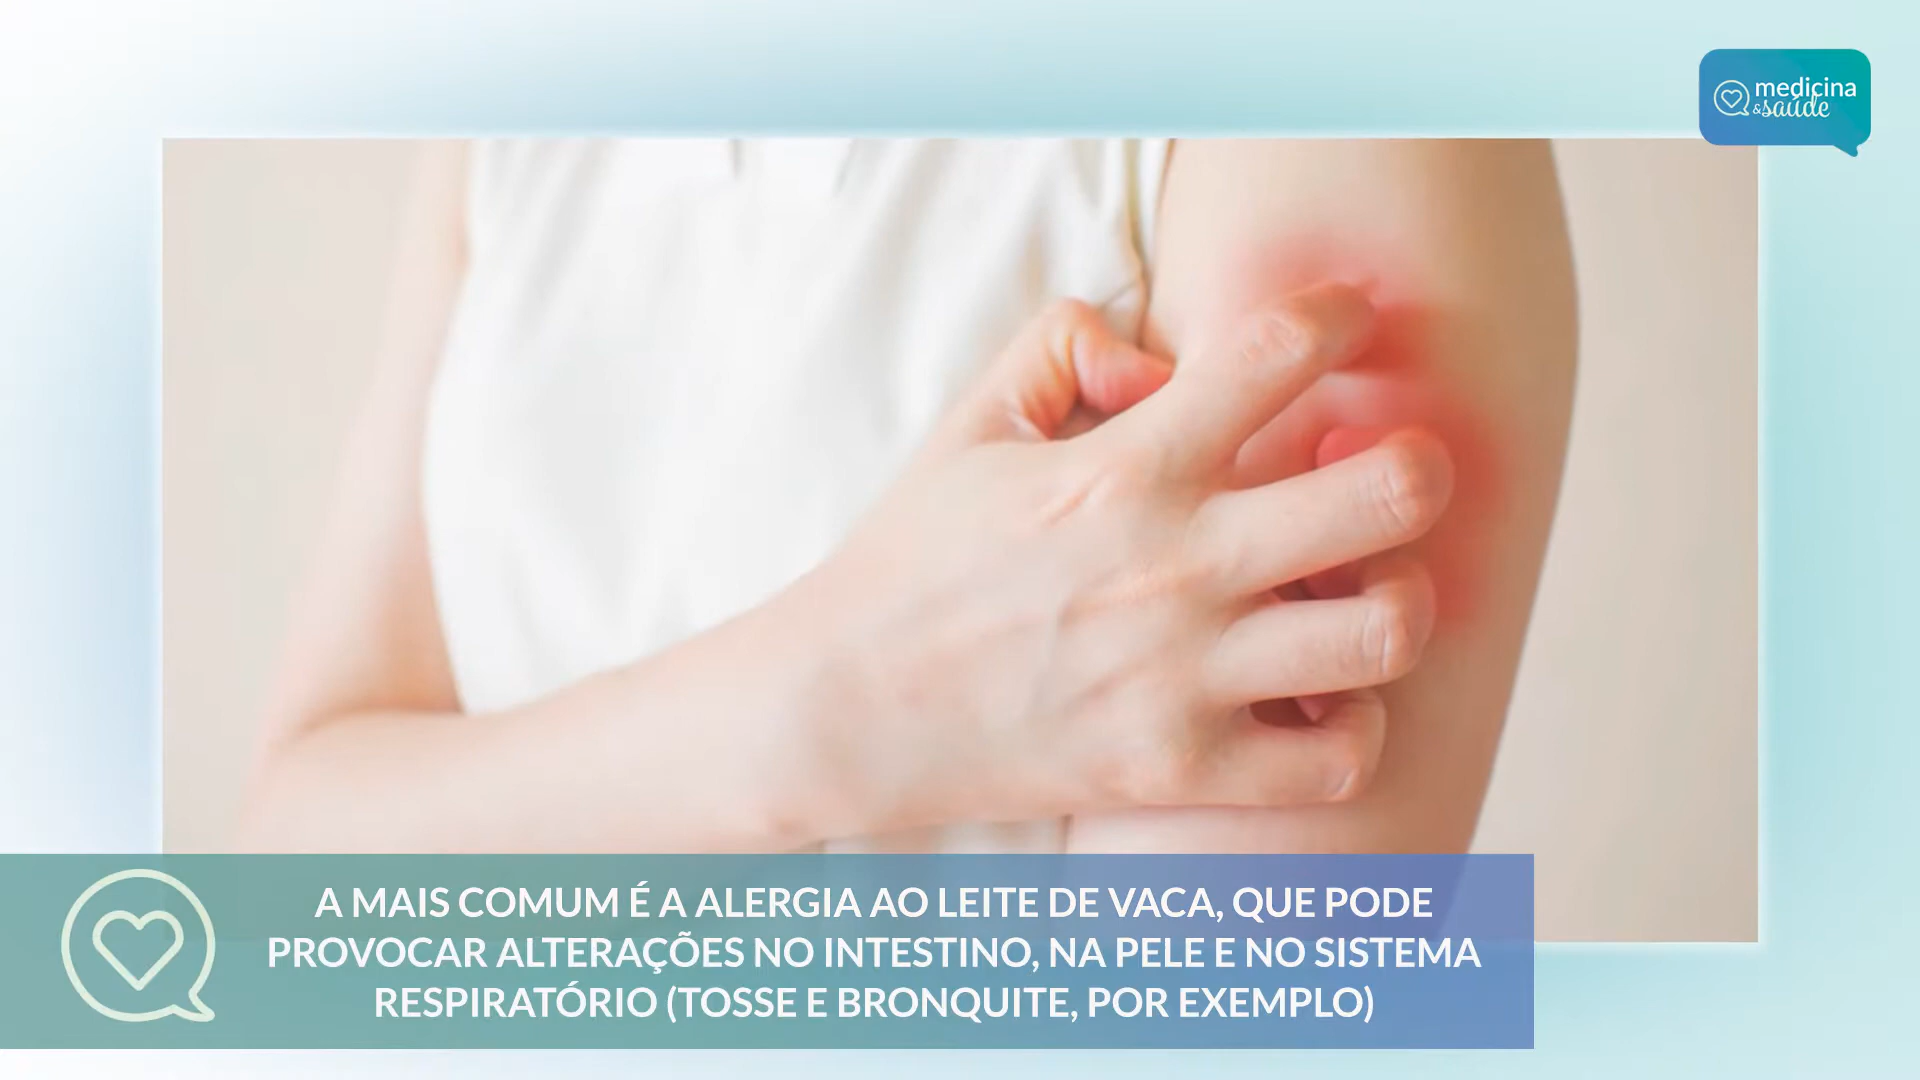 medicina
&saúde
A MAIS COMUM É A ALERGIA AO LEITE DE VACA, QUE PODE
PROVOCAR ALTERAÇÕES NO INTESTINO, NA PELE E NO SISTEMA
RESPIRATÓRIO (TOSSE E BRONQUITE, POR EXEMPLO)